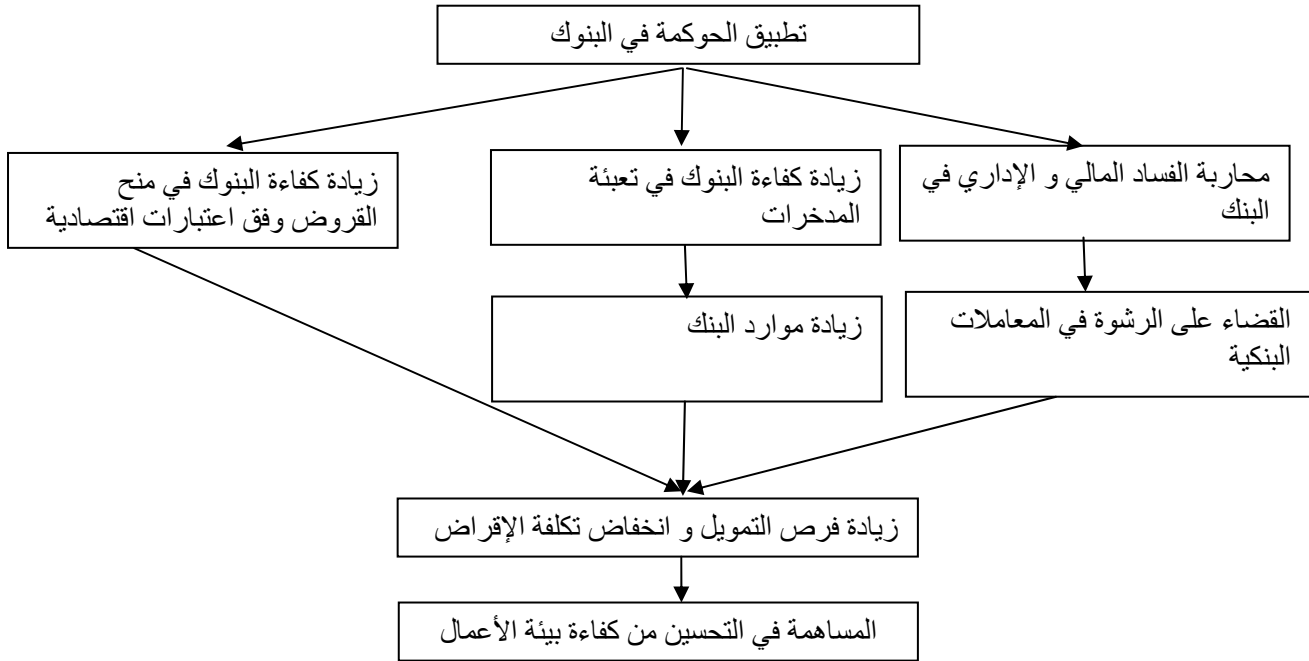 تطبيق الحوكمة في البنوك
محاربة الفساد المالي و الإداري في
البنك
زيادة كفاءة البنوك في تعبئة
المدخرات
زيادة كفاءة البنوك في منح
القروض وفق اعتبارات اقتصادية
القضاء على الرشوة في المعاملات
البنكية
زيادة موارد البنك
زيادة فرص التمويل و انخفاض تكلفة الإقراض
المساهمة في التحسين من كفاءة بيئة الأعمال